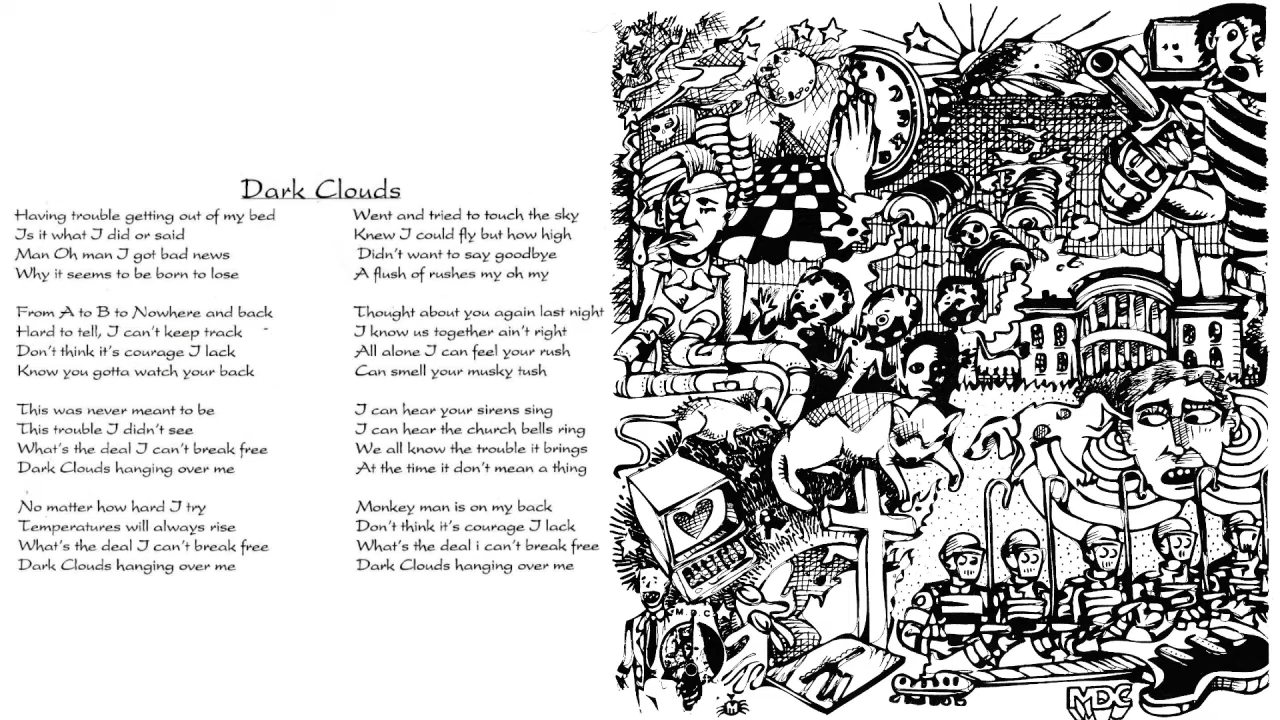 Dark Clouds
Having trouble getting out of my bed
Is it what I did or said
Man Oh man I got bad news
Why it seems to be born to lose
From A to B to Nowhere and back
Hard to tell, I can't keep track
Don't think it's courage I lack
Know you gotta watch your back
This was never meant to be
This trouble I didn't see
What's the deal I can't break free
Dark Clouds hanging over me
No matter how hard I try
Temperatures will always rise
What's the deal I can't break free
Dark Clouds hanging over me
Went and tried to touch the sky
Knew I could fly but how high
Didn't want to say goodbye
A flush of rushes my oh my
Thought about you again last night
I know us together ain't right
All alone I can feel your rush
Can smell your musky tush
I can hear your sirens sing
I can hear the church bells ring
We all know the trouble it brings
At the time it don't mean a thing
Monkey man is on my back
Don't think it's courage I lack
What's the deal i can't break free
Dark Clouds hanging over me
M.D.C
MDC